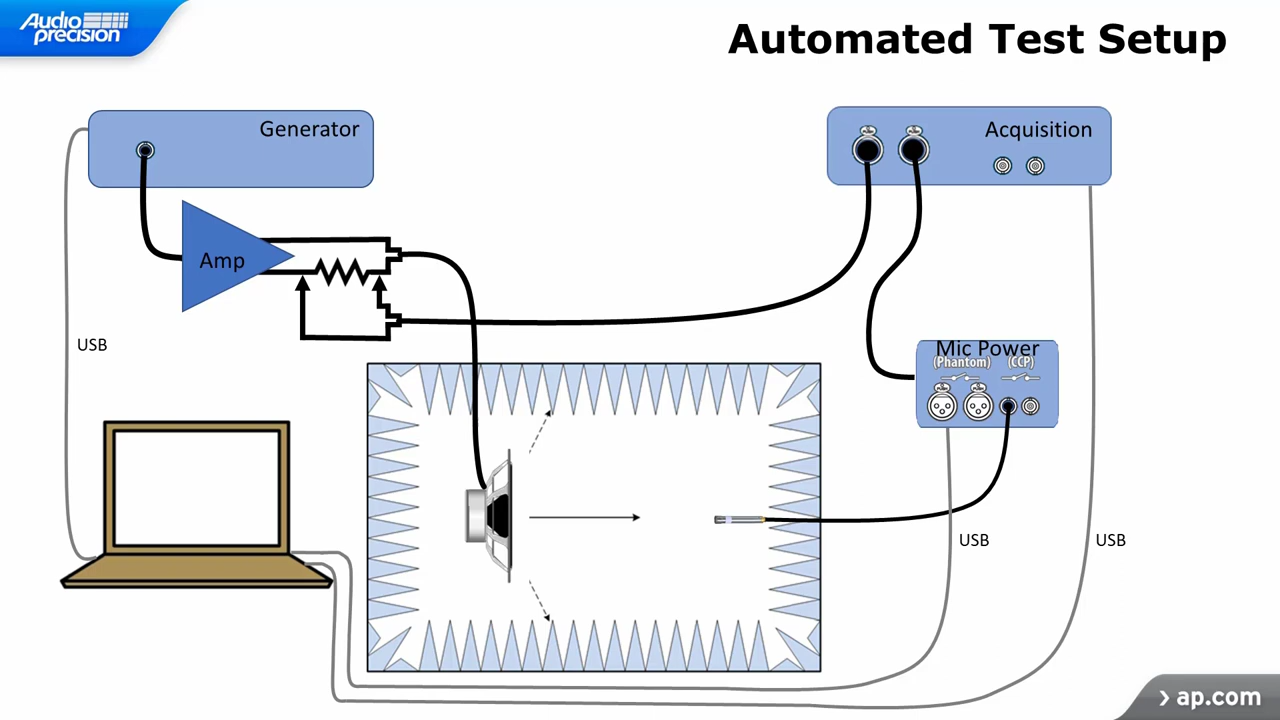 Audio
precision
Automated Test Setup
Generator
Acquisition
Amp
USB
Mic Power
(Phantom) (CCP)
USB
USB
> ap.com